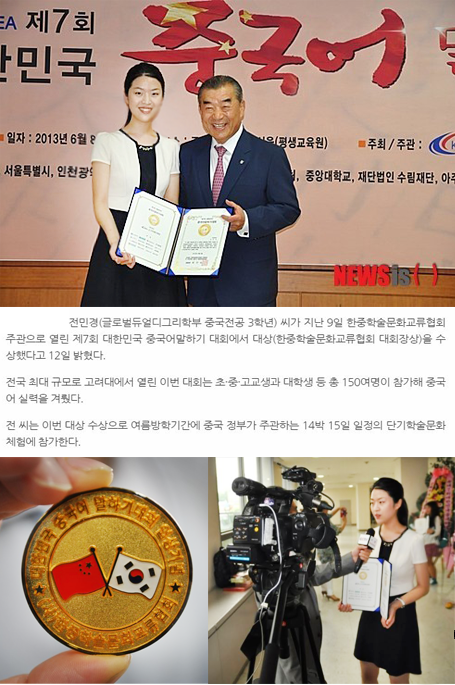 EA 제7회
한민국 중국어 말
■ 일시 : 2013년 6월 8
(평생교육원) ■ 주최 / 주관 :
서울특별시, 인천광역
원, 중앙대학교, 재단법인 수림재단, 아주
NEWSis( )
전민경(글로벌듀얼디그리학부 중국전공 3학년) 씨가 지난 9일 한중학술문화교류협회
주관으로 열린 제7회 대한민국 중국어말하기 대회에서 대상(한중학술문화교류협회 대회장상)을 수
상했다고 12일 밝혔다.
전국 최대 규모로 고려대에서 열린 이번 대회는 초·중·고교생과 대학생 등 총 150여명이 참가해 중국
어 실력을 겨뤘다.
전 씨는 이번 대상 수상으로 여름방학기간에 중국 정부가 주관하는 14박 15일 일정의 단기학술문화
체험에 참가한다.
대한민국 중국어 말하기대회